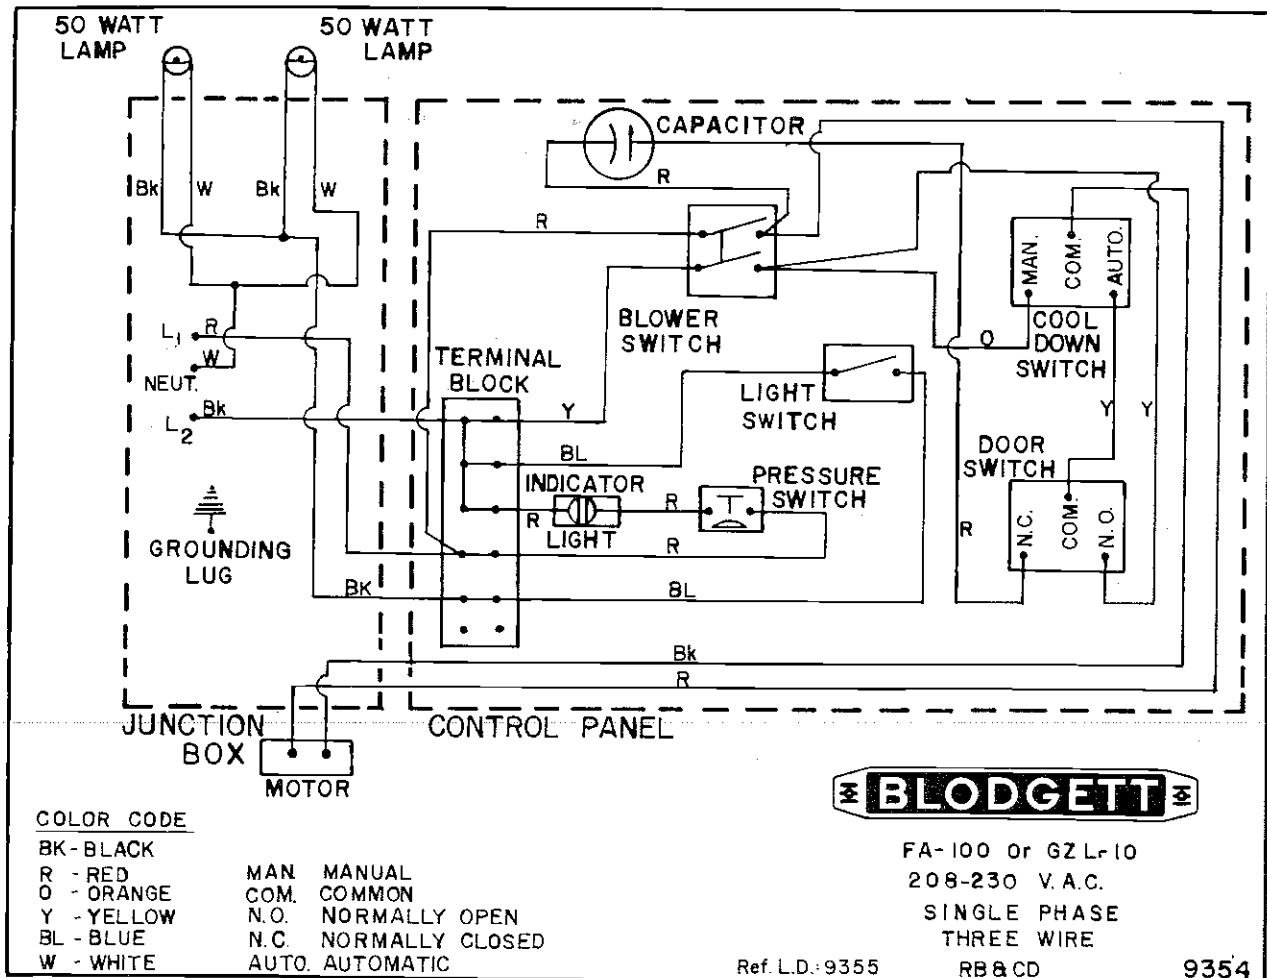 50 WATT
LAMP
50 WATT
LAMP
CAPACITOR
R
Bk
W
Bk
W
R
MAN.
COM.
AUTO.
BLOWER
SWITCH
COOL
DOWN
SWITCH
O
L1
R
W
NEUT.
L2
Bk
TERMINAL
BLOCK
Y
LIGHT
SWITCH
Y
Y
BL
DOOR
SWITCH
INDICATOR
LIGHT
R
R
PRESSURE
SWITCH
N.C.
COM.
N.O.
R
R
GROUNDING
LUG
BK
BL
Bk
R
JUNCTION
BOX
CONTROL PANEL
MOTOR
COLOR CODE
BK - BLACK
R - RED
O - ORANGE
Y - YELLOW
BL - BLUE
W - WHITE
MAN. MANUAL
COM. COMMON
N.O. NORMALLY OPEN
N.C. NORMALLY CLOSED
AUTO. AUTOMATIC
BLODGETT
FA-100 Or GZL-10
208-230 V.A.C.
SINGLE PHASE
THREE WIRE
Ref. L.D.: 9355
RB & CD
9354